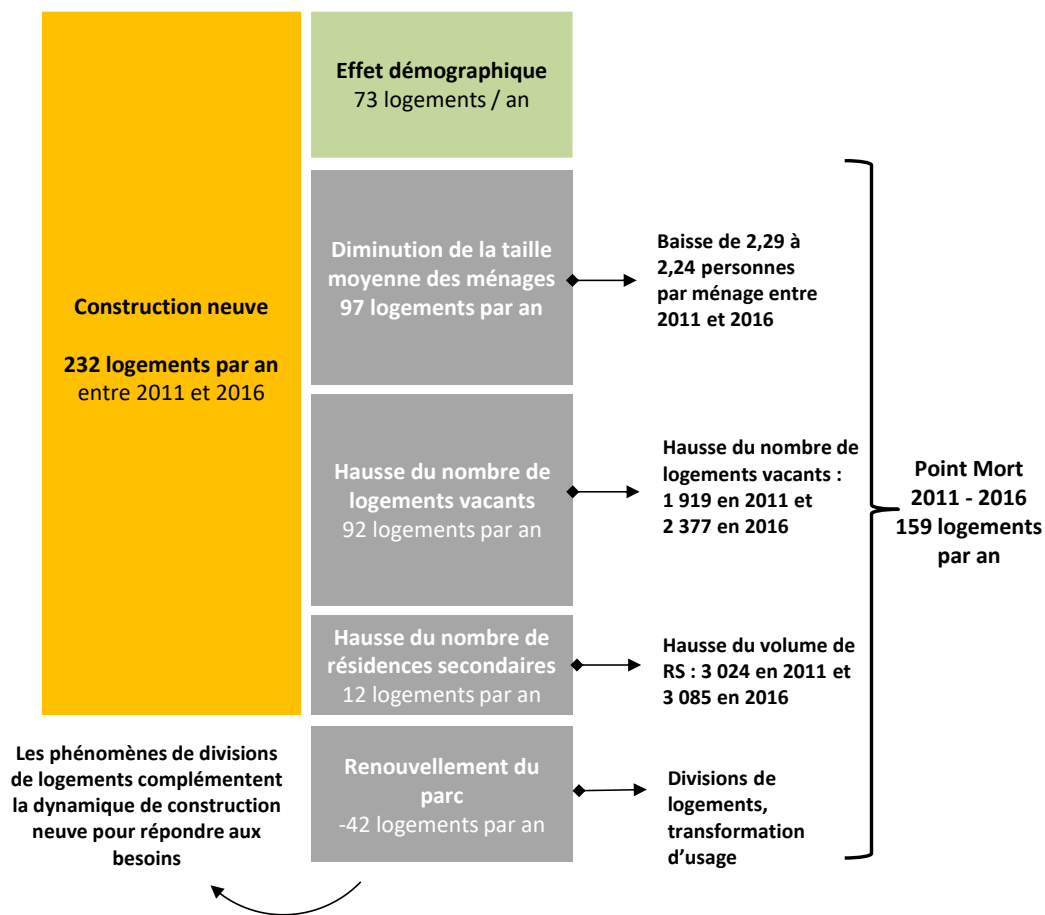 Construction neuve
232 logements par an
entre 2011 et 2016
Effet démographique
73 logements / an
Diminution de la taille
moyenne des ménages
97 logements par an
Baisse de 2,29 à
2,24 personnes
par ménage entre
2011 et 2016
Hausse du nombre de
logements vacants
92 logements par an
Hausse du nombre de
logements vacants :
1 919 en 2011 et
2 377 en 2016
Hausse du nombre de
résidences secondaires
12 logements par an
Hausse du volume de
RS : 3 024 en 2011 et
3 085 en 2016
Renouvellement du
parc
-42 logements par an
Divisions de
logements,
transformation
d’usage
Point Mort
2011 - 2016
159 logements
par an
Les phénomènes de divisions
de logements complémentent
la dynamique de construction
neuve pour répondre aux
besoins